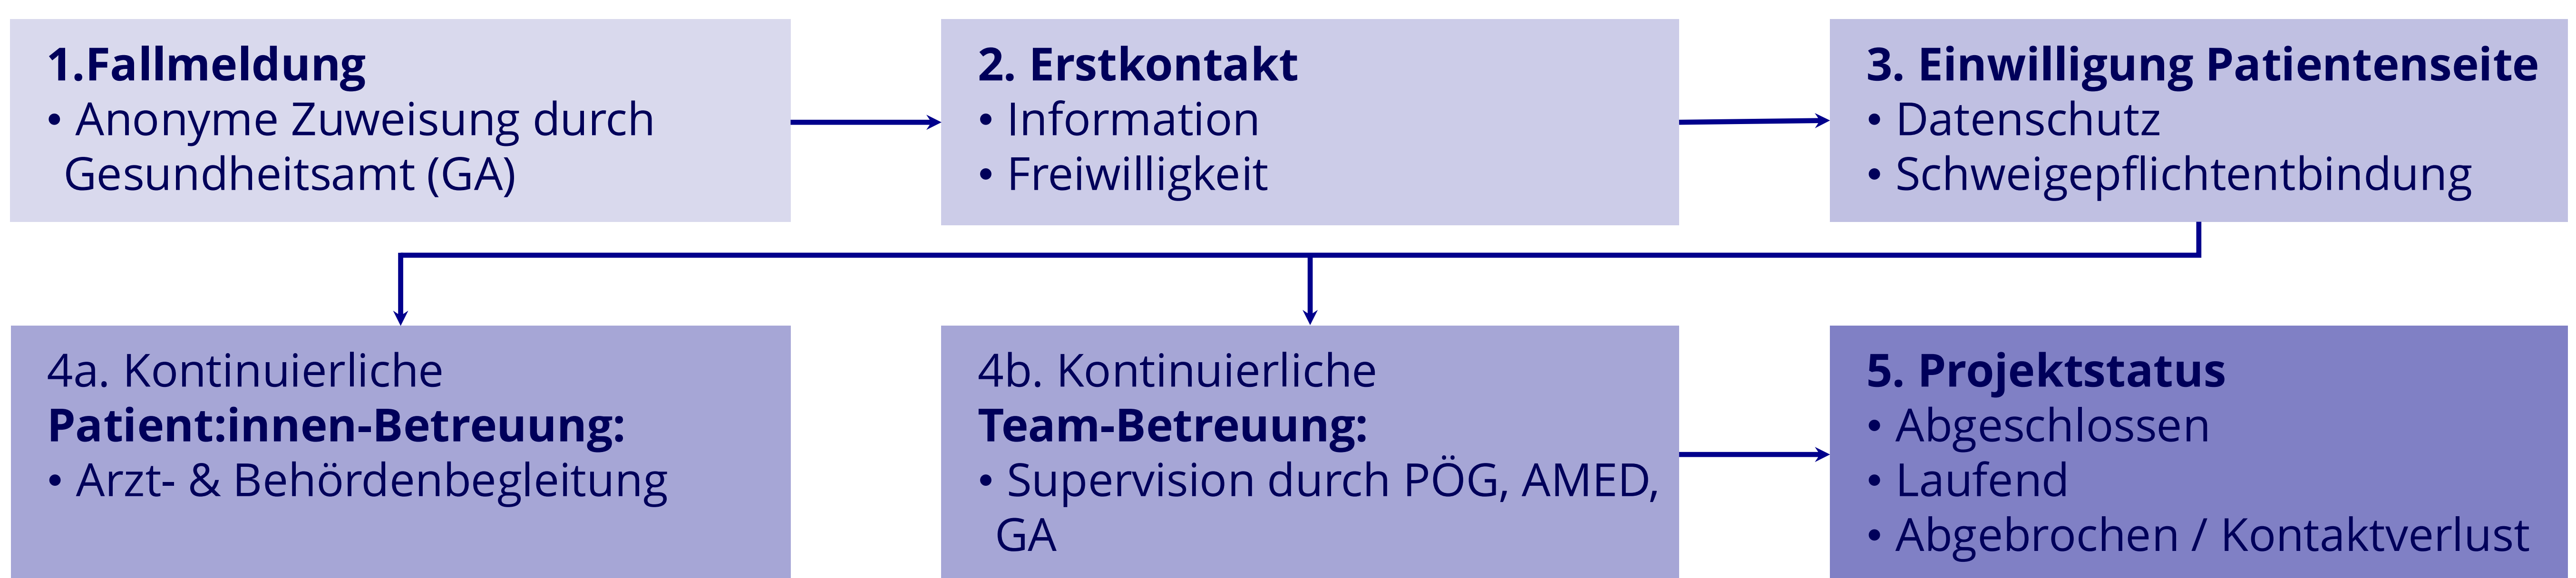 1.Fallmeldung
• Anonyme Zuweisung durch
Gesundheitsamt (GA)
2. Erstkontakt
• Information
• Freiwilligkeit
3. Einwilligung Patientenseite
• Datenschutz
• Schweigepflichtentbindung
4a. Kontinuierliche
Patient:innen-Betreuung:
• Arzt- & Behördenbegleitung
4b. Kontinuierliche
Team-Betreuung:
• Supervision durch PÖG, AMED,
GA
5. Projektstatus
• Abgeschlossen
• Laufend
• Abgebrochen / Kontaktverlust